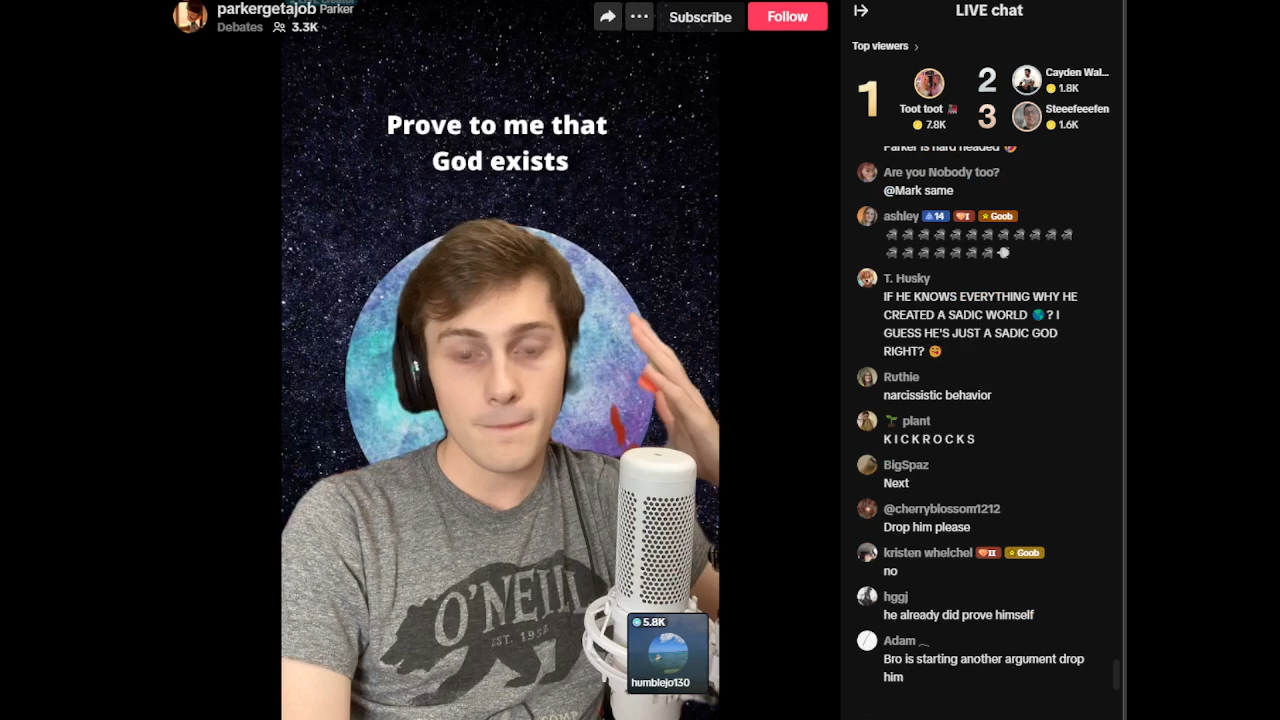 parkergetajob Parker
Debates 3.3K
Subscribe
Follow
Prove to me that
God exists
O'NEILL
EST. 195
5.8K
humblejo130
LIVE chat
Top viewers
1
Toot toot
7.8K
2
Cayden Wal...
1.8K
3
Steeefeeefen
1.6K
Parker is hard headed
Are you Nobody too?
@Mark same
ashley 14 I Goob
T. Husky
IF HE KNOWS EVERYTHING WHY HE
CREATED A SADIC WORLD ? I
GUESS HE'S JUST A SADIC GOD
RIGHT?
Ruthie
narcissistic behavior
plant
K I C K R O C K S
BigSpaz
Next
@cherryblossom1212
Drop him please
kristen whelchel II Goob
no
hggj
he already did prove himself
Adam
Bro is starting another argument drop
him